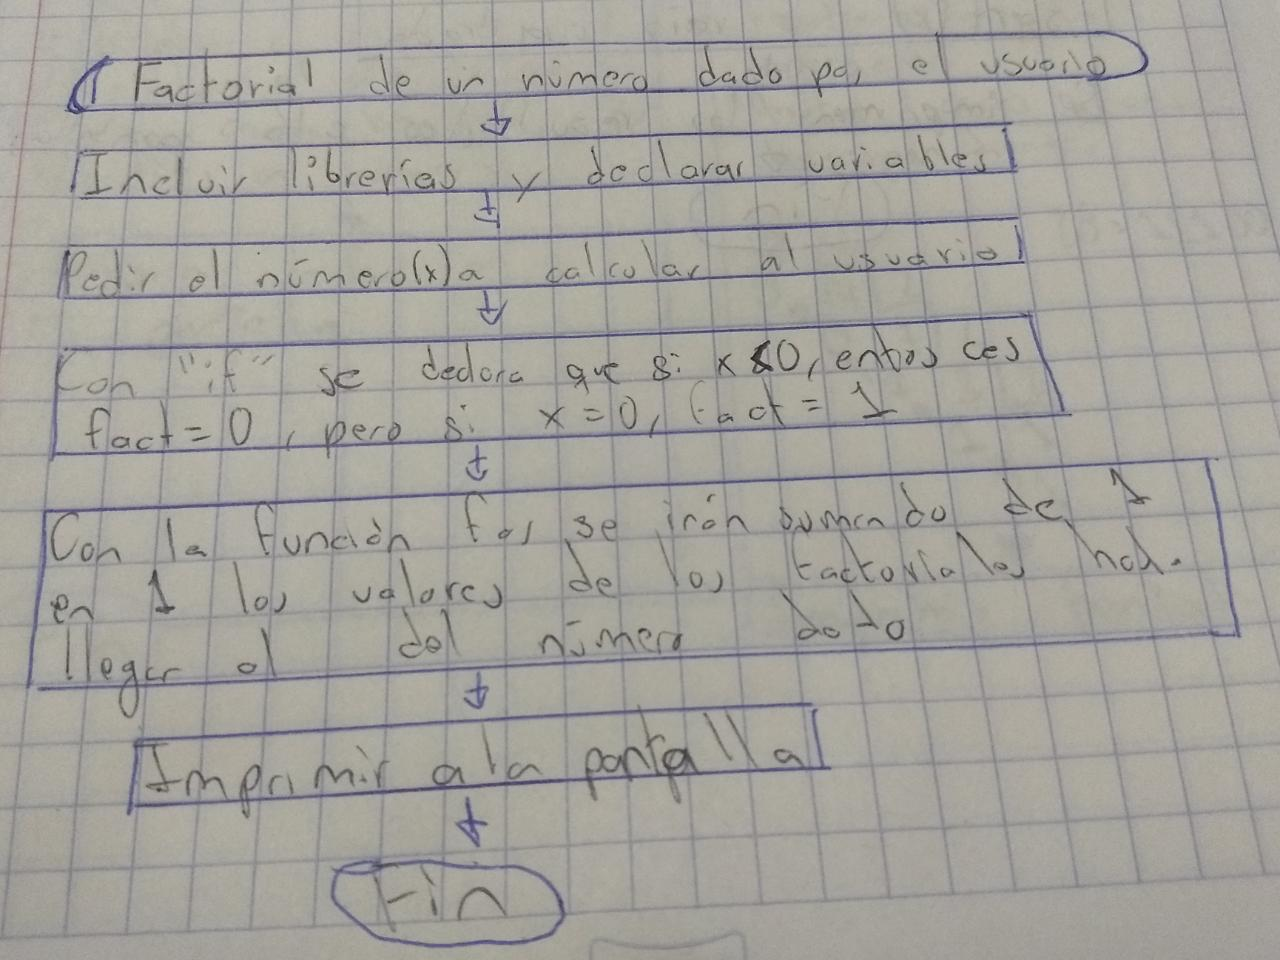 Factorial de un número dado por el usuario
Incluir librerías y declarar variables
Pedir el número(x) a calcular al usuario
Con "if" se declara que si x<0, entonces
fact=0, pero si x=0, fact=1
Con la función for se irán sumando de 1
en 1 los valores de los factoriales has.
llegar al del número dado
Imprimir a la pantalla
Fin